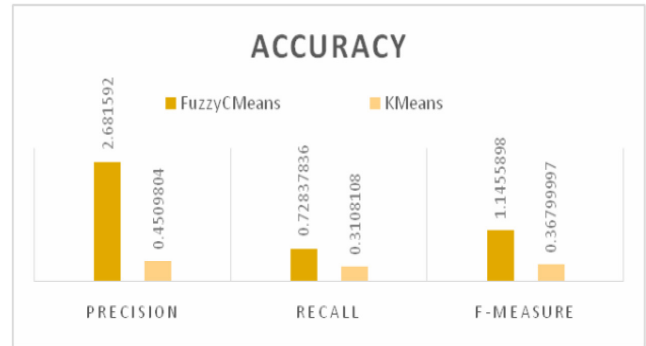 ACCURACY
FuzzyCMeans KMeans
2.681592
0.4509804
0.72837836
0.3108108
1.1455898
0.36799997
PRECISION RECALL F-MEASURE